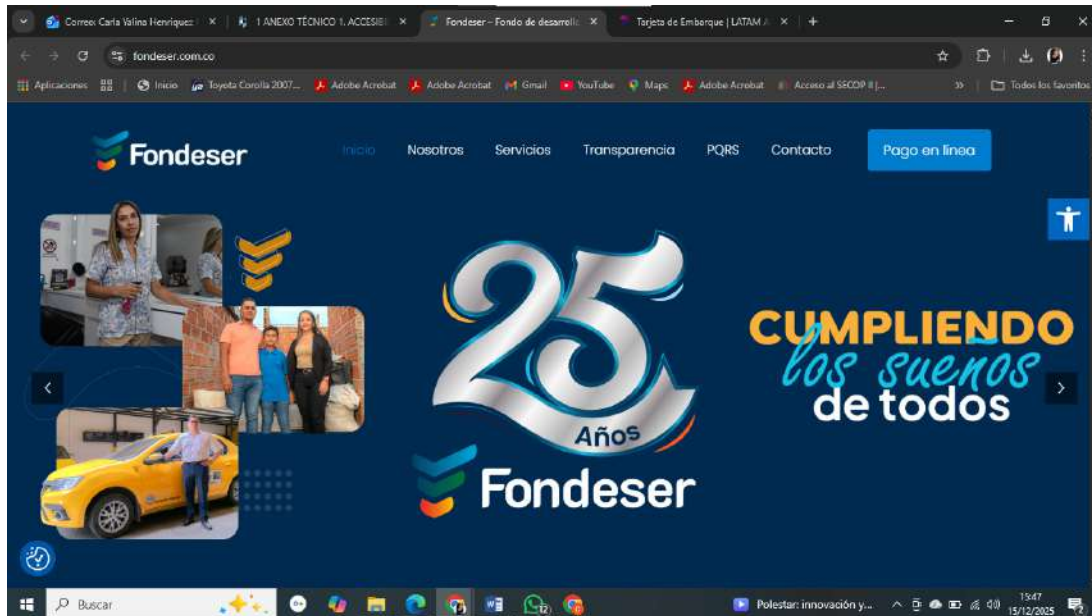 Correo: Carla Valina Henriquez
1 ANEXO TÉCNICO 1. ACCESIBI
Fondeser – Fondo de desarrollo
Tarjeta de Embarque | LATAM A
fondeser.com.co
Aplicaciones
Inicio
Toyota Corolla 2007...
Adobe Acrobat
Adobe Acrobat
Gmail
YouTube
Maps
Adobe Acrobat
Acceso al SECOP II |...
Todos los favoritos
Fondeser
Inicio
Nosotros
Servicios
Transparencia
PQRS
Contacto
Pago en línea
25
Años
Fondeser
CUMPLIENDO
los sueños
de todos
Buscar
Polestar: innovación y...
15:47
15/12/2025